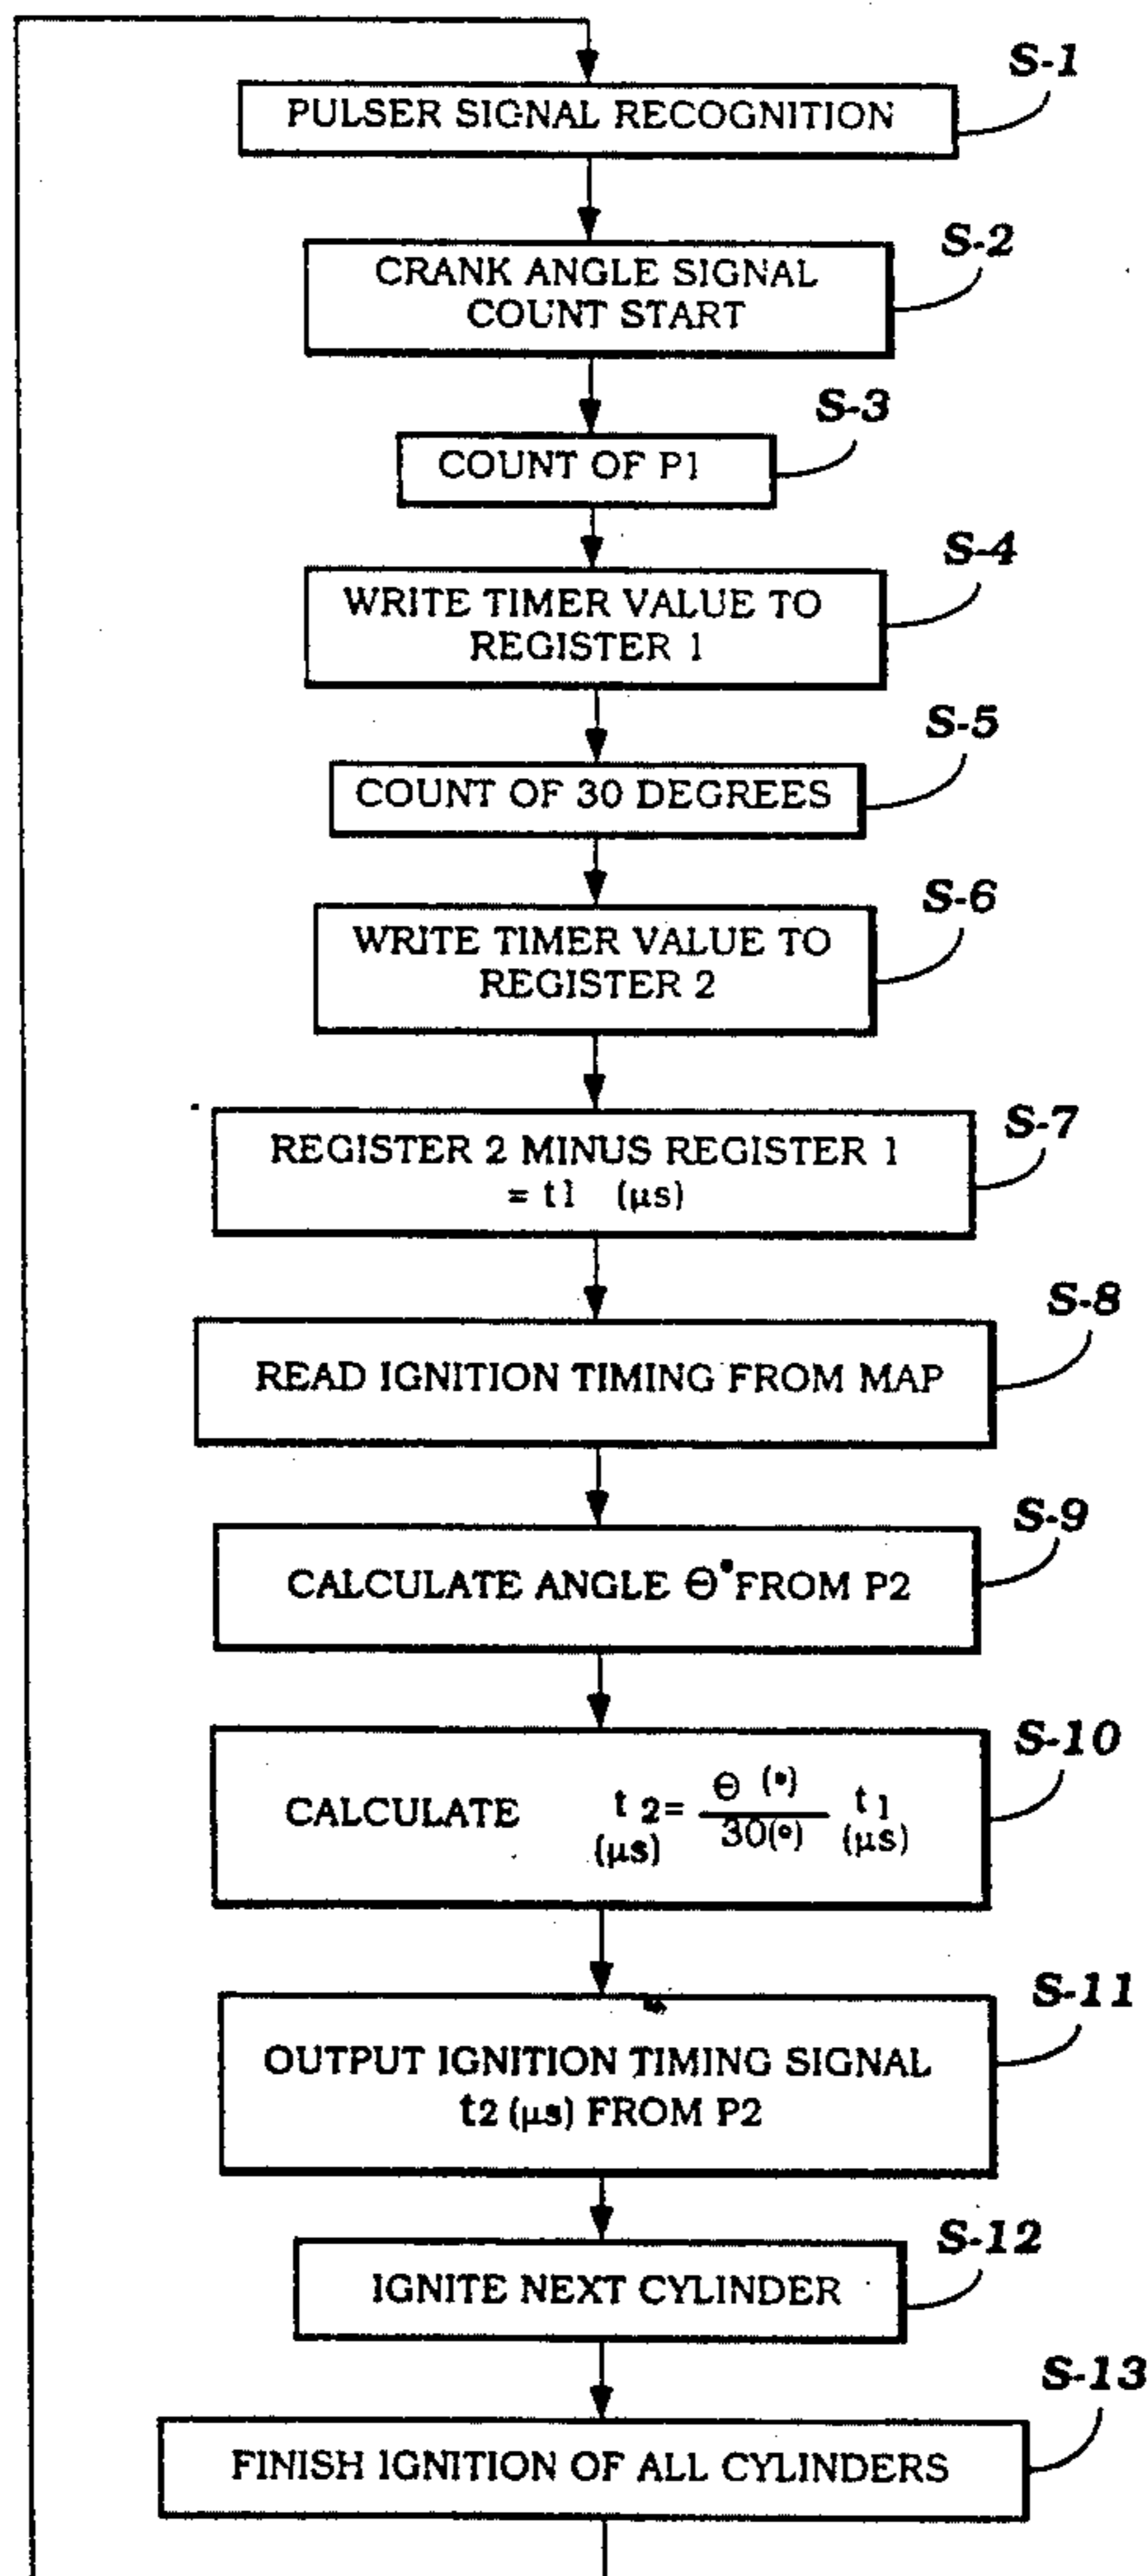 S-1
PULSER SIGNAL RECOGNITION
S-2
CRANK ANGLE SIGNAL
COUNT START
S-3
COUNT OF P1
S-4
WRITE TIMER VALUE TO
REGISTER 1
S-5
COUNT OF 30 DEGREES
S-6
WRITE TIMER VALUE TO
REGISTER 2
S-7
REGISTER 2 MINUS REGISTER 1
= t1 (μs)
S-8
READ IGNITION TIMING FROM MAP
S-9
CALCULATE ANGLE Θ° FROM P2
S-10
CALCULATE t2= Θ (°) t1
(μs) 30(°) (μs)
S-11
OUTPUT IGNITION TIMING SIGNAL
t2 (μs) FROM P2
S-12
IGNITE NEXT CYLINDER
S-13
FINISH IGNITION OF ALL CYLINDERS